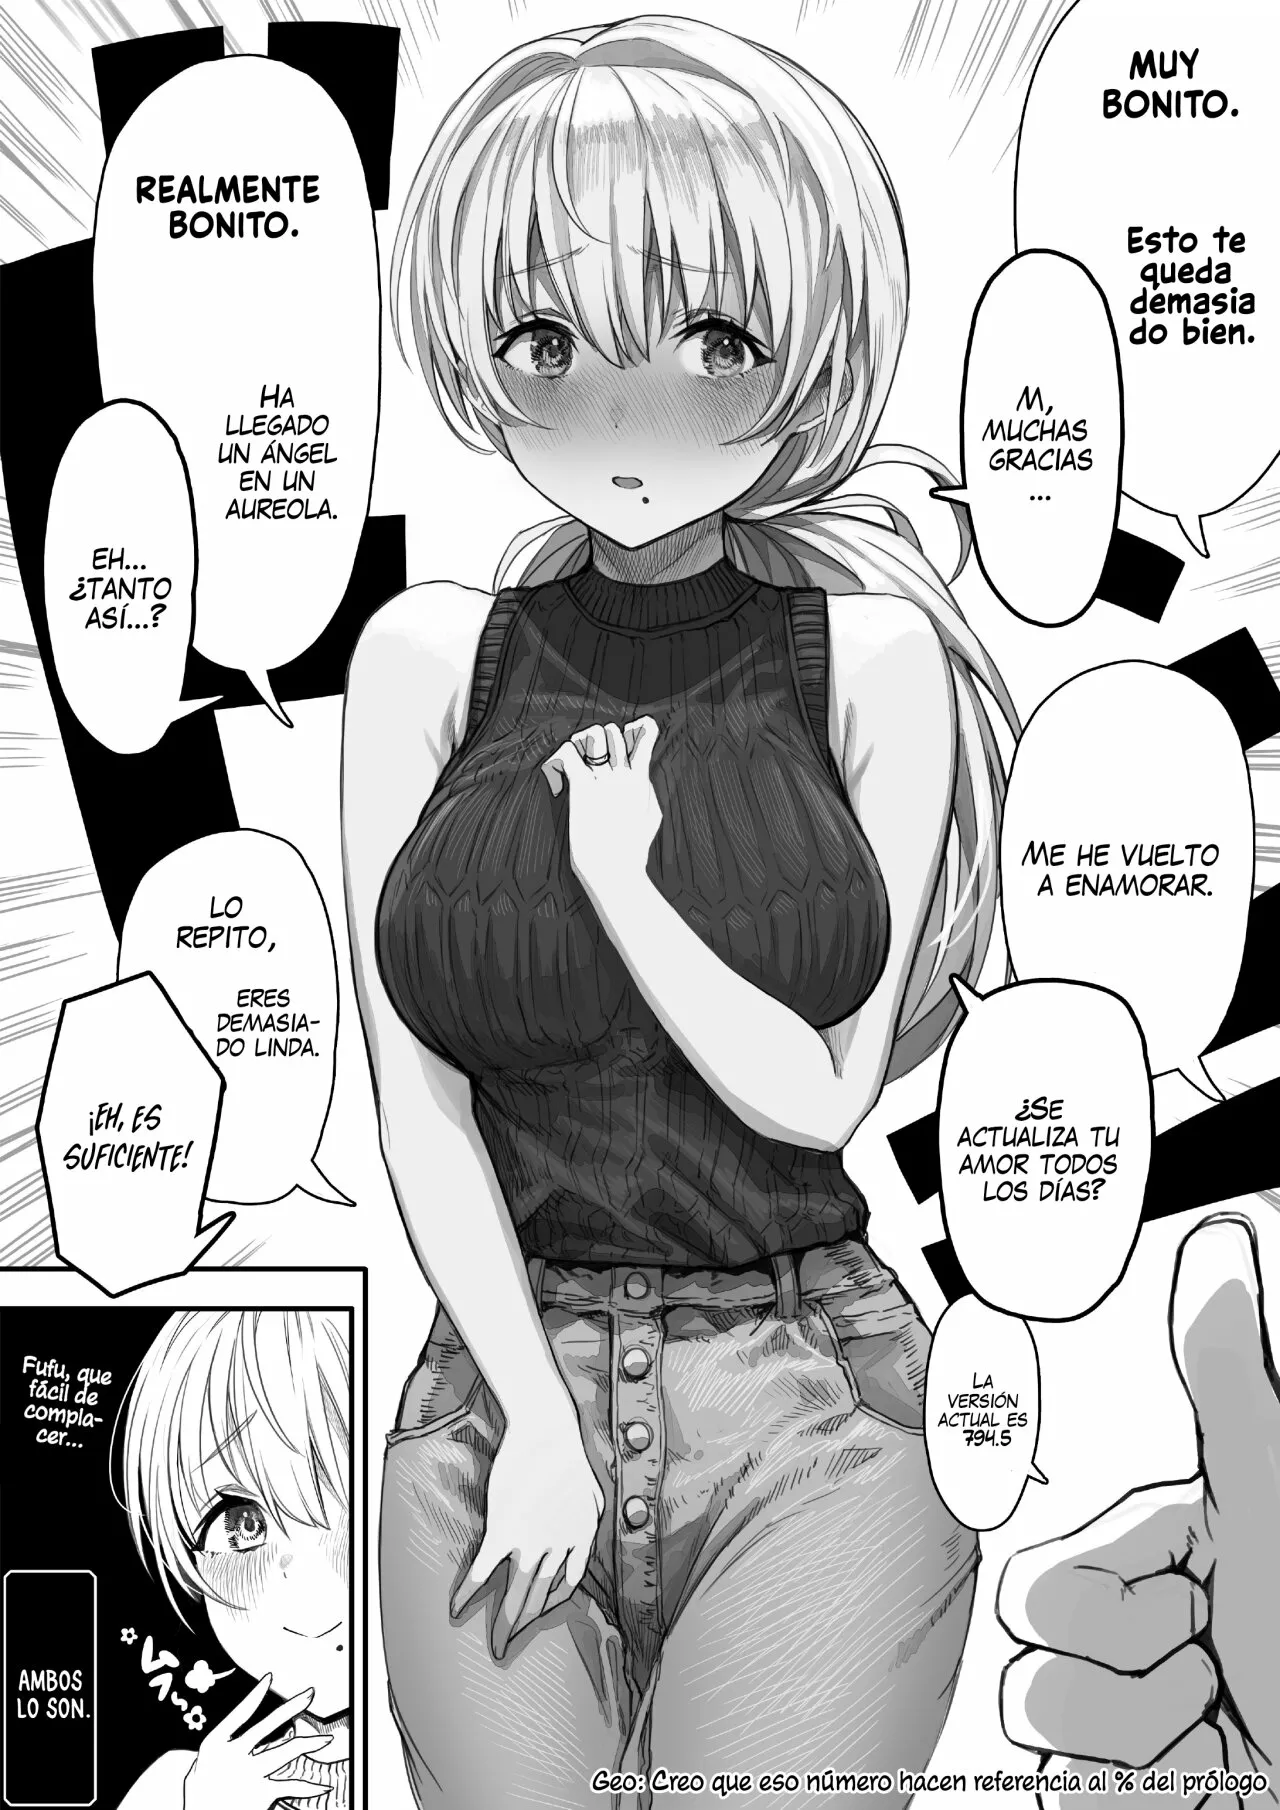 MUY
BONITO.
Esto te
queda
demasia
do bien.
M,
MUCHAS
GRACIAS
...
REALMENTE
BONITO.
HA
LLEGADO
UN ÁNGEL
EN UN
AUREOLA.
EH...
¿TANTO
ASÍ...?
ME HE VUELTO
A ENAMORAR.
¿SE
ACTUALIZA TU
AMOR TODOS
LOS DÍAS?
LA
VERSIÓN
ACTUAL ES
794.5
LO
REPITO,
ERES
DEMASIA-
DO LINDA.
¡EH, ES
SUFICIENTE!
Fufu, que
fácil de
compla-
cer...
ムフー
AMBOS
LO SON.
Geo: Creo que eso número hacen referencia al % del prólogo